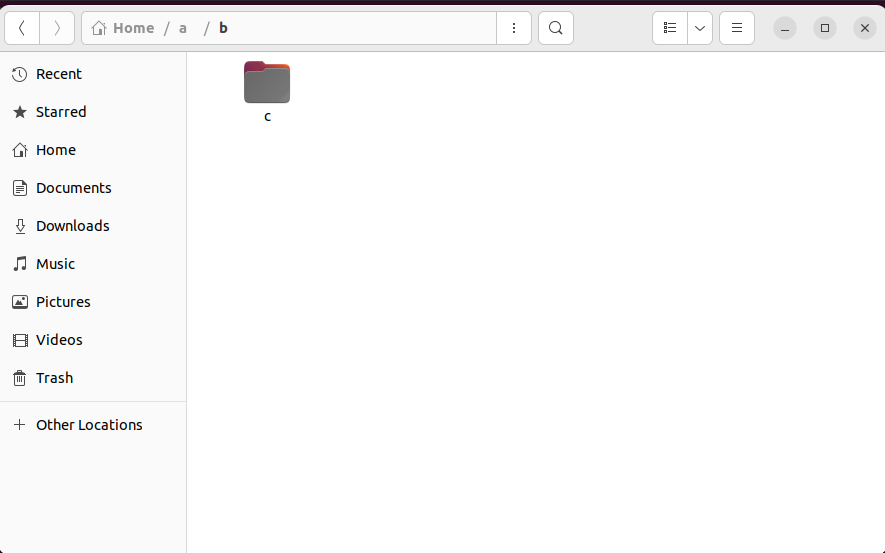 Home / a / b
Recent
Starred
Home
Documents
Downloads
Music
Pictures
Videos
Trash
Other Locations
c